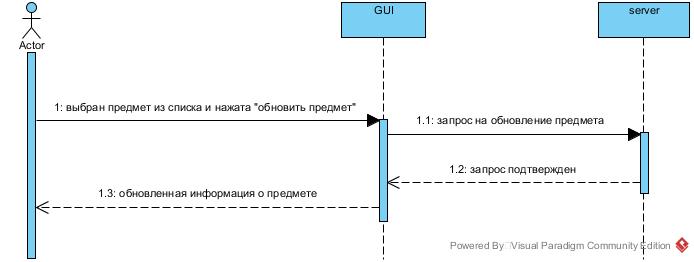 GUI
server
Actor
1: выбран предмет из списка и нажата "обновить предмет"
1.1: запрос на обновление предмета
1.2: запрос подтвержден
1.3: обновленная информация о предмете
Powered By Visual Paradigm Community Edition